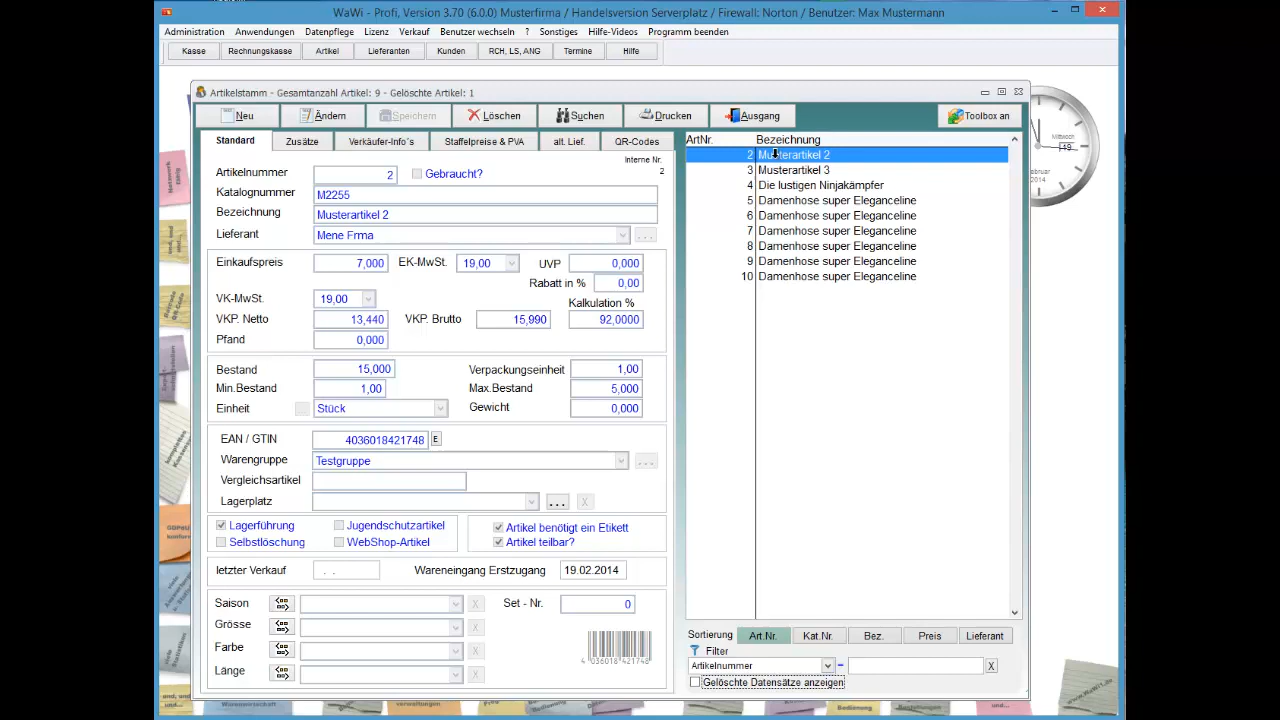 WaWi - Profi, Version 3.70 (6.0.0) Musterfirma / Handelsversion Serverplatz / Firewall: Norton / Benutzer: Max Mustermann
Administration Anwendungen Datenpflege Lizenz Verkauf Benutzer wechseln ? Sonstiges Hilfe-Videos Programm beenden
Kasse Rechnungskasse Artikel Lieferanten Kunden RCH, LS, ANG Termine Hilfe
Artikelstamm - Gesamtanzahl Artikel: 9 - Gelöschte Artikel: 1
Neu Ändern Speichern Löschen Suchen Drucken Ausgang Toolbox an
Standard Zusätze Verkäufer-Info´s Staffelpreise & PVA alt. Lief. QR-Codes
Interne Nr.
2
Artikelnummer 2 Gebraucht?
Katalognummer M2255
Bezeichnung Musterartikel 2
Lieferant Mene Frma ...
Einkaufspreis 7,000 EK-MwSt. 19,00 UVP 0,000
Rabatt in % 0,00
VK-MwSt. 19,00 Kalkulation %
VKP. Netto 13,440 VKP. Brutto 15,990 92,0000
Pfand 0,000
Bestand 15,000 Verpackungseinheit 1,00
Min.Bestand 1,00 Max.Bestand 5,000
Einheit Stück Gewicht 0,000
EAN / GTIN 4036018421748 E
Warengruppe Testgruppe ...
Vergleichsartikel
Lagerplatz ... X
Lagerführung Jugendschutzartikel Artikel benötigt ein Etikett
Selbstlöschung WebShop-Artikel Artikel teilbar?
letzter Verkauf . . Wareneingang Erstzugang 19.02.2014
Saison X Set - Nr. 0
Grösse X
Farbe X
Länge X
4 036018 421748
ArtNr. Bezeichnung
2 Musterartikel 2
3 Musterartikel 3
4 Die lustigen Ninjakämpfer
5 Damenhose super Eleganceline
6 Damenhose super Eleganceline
7 Damenhose super Eleganceline
8 Damenhose super Eleganceline
9 Damenhose super Eleganceline
10 Damenhose super Eleganceline
Sortierung Art.Nr. Kat.Nr. Bez. Preis Lieferant
Filter
Artikelnummer = X
Gelöschte Datensätze anzeigen
Mittwoch
19
2014